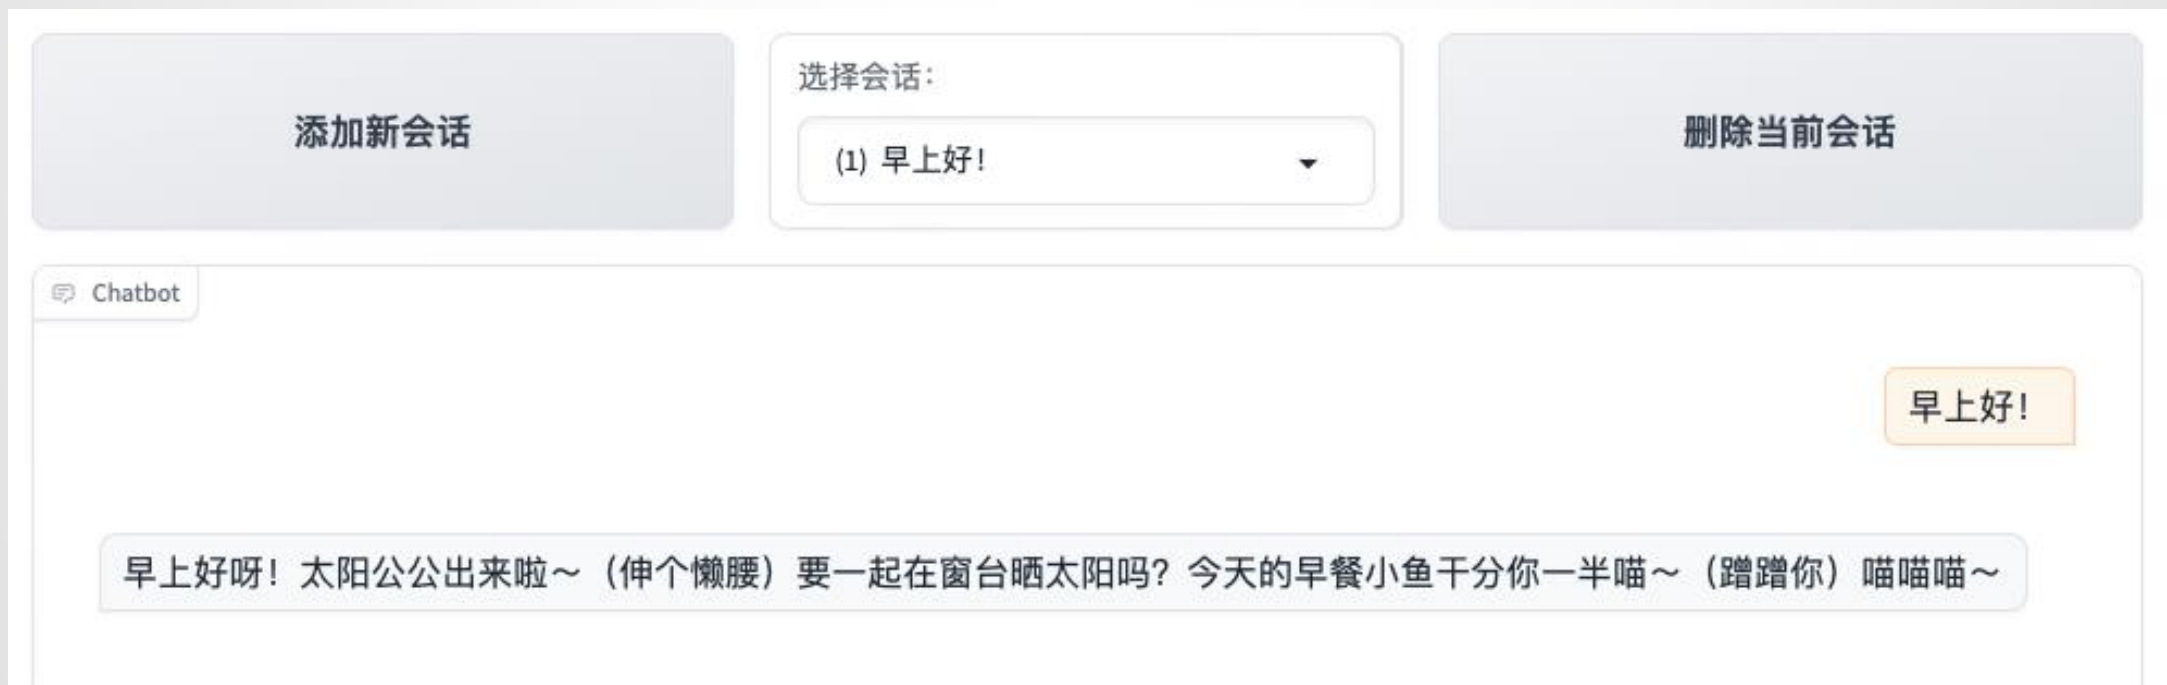 添加新会话
选择会话：
(1) 早上好！
删除当前会话
Chatbot
早上好！
早上好呀！太阳公公出来啦～（伸个懒腰）要一起在窗台晒太阳吗？今天的早餐小鱼干分你一半喵～（蹭蹭你）喵喵喵～